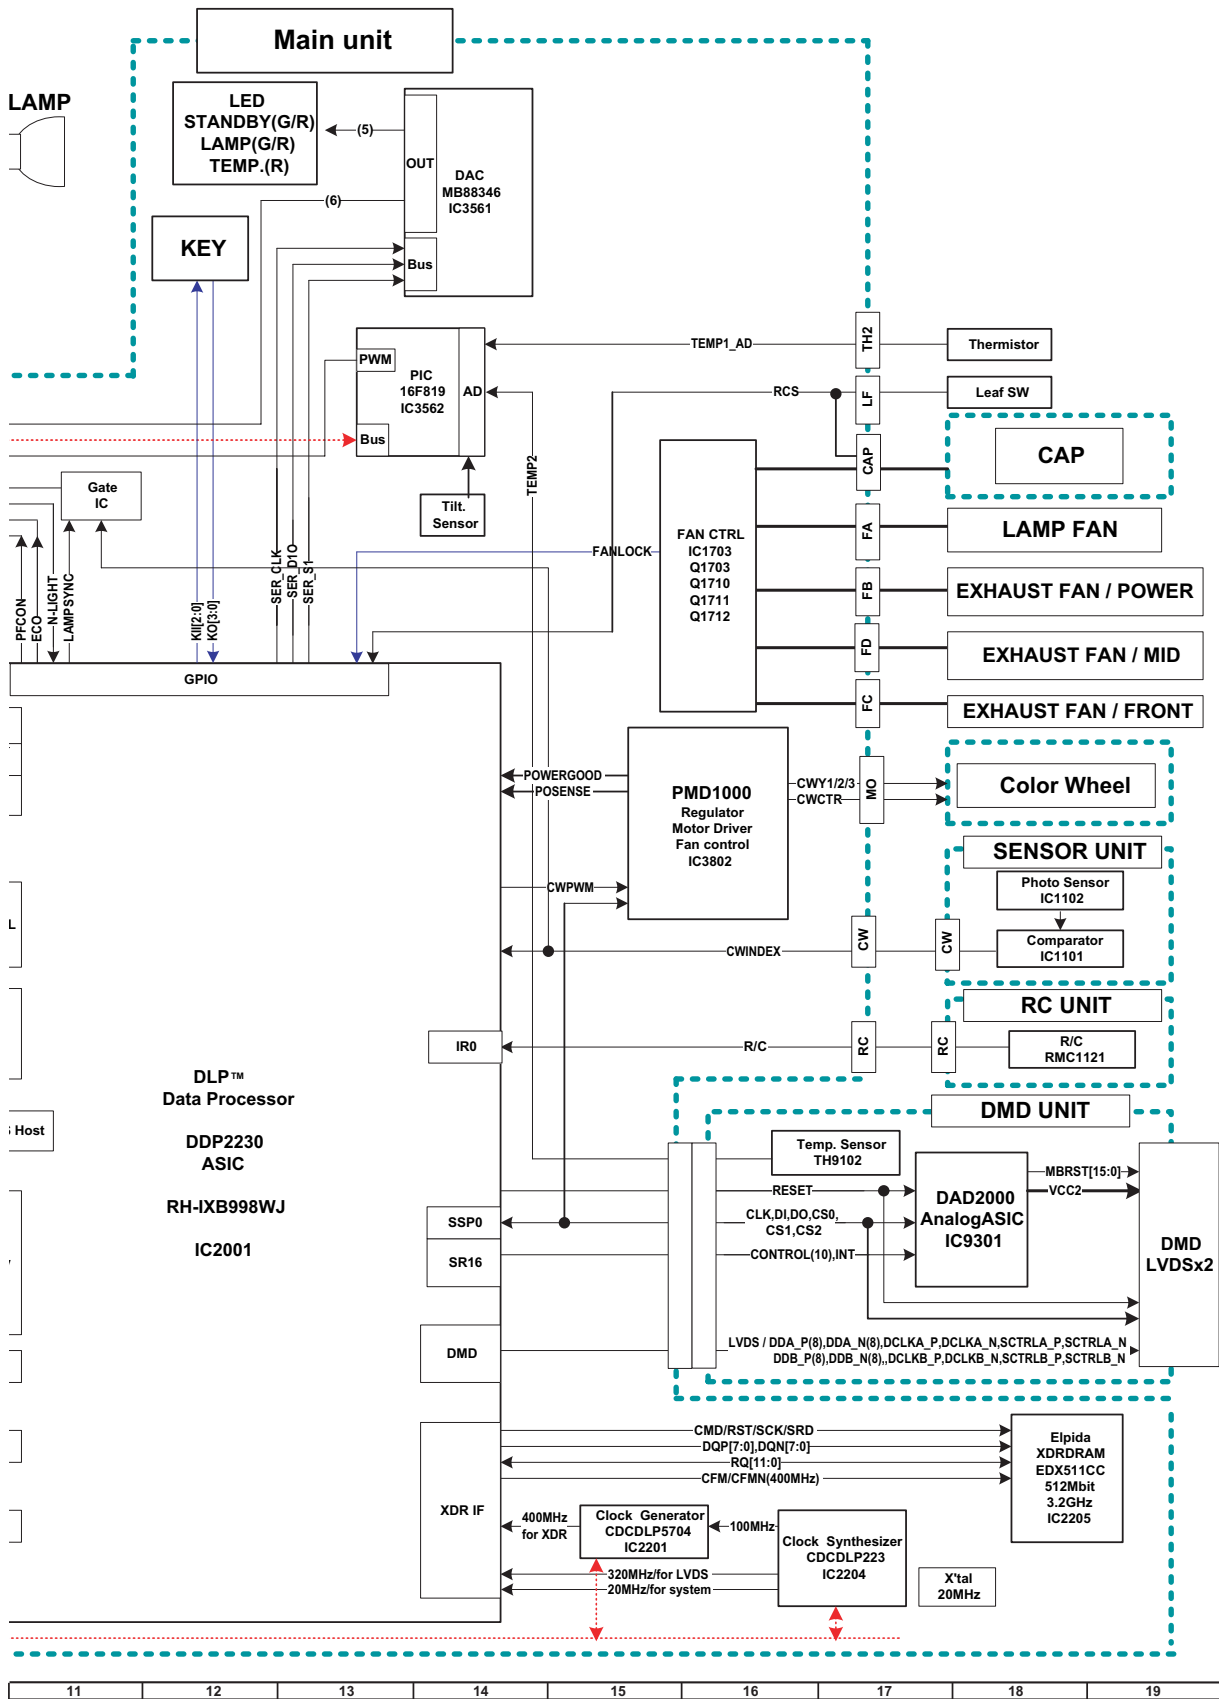 Main unit
LAMP
LED
STANDBY(G/R)
LAMP(G/R)
TEMP.(R)
(5)
OUT
DAC
MB88346
IC3561
(6)
KEY
Bus
TH2
TEMP1_AD
Thermistor
PWM
PIC
16F819
IC3562
AD
RCS
LF
Leaf SW
Bus
CAP
CAP
TEMP2
Gate
IC
Tilt.
Sensor
FAN CTRL
IC1703
Q1703
Q1710
Q1711
Q1712
FA
LAMP FAN
FANLOCK
FB
EXHAUST FAN / POWER
PFCON
ECO
N-LIGHT
LAMPSYNC
KII[2:0]
KO[3:0]
SER_CLK
SER_D1O
SER_S1
FD
EXHAUST FAN / MID
GPIO
FC
EXHAUST FAN / FRONT
POWERGOOD
POSENSE
PMD1000
Regulator
Motor Driver
Fan control
IC3802
CWY1/2/3
CWCTR
MO
Color Wheel
SENSOR UNIT
Photo Sensor
IC1102
CWPWM
L
CWINDEX
CW
CW
Comparator
IC1101
RC UNIT
IR0
R/C
RC
RC
R/C
RMC1121
DLP™
Data Processor
DDP2230
ASIC
RH-IXB998WJ
IC2001
DMD UNIT
Host
Temp. Sensor
TH9102
RESET
DAD2000
AnalogASIC
IC9301
MBRST[15:0]
VCC2
SSP0
CLK,DI,DO,CS0,
CS1,CS2
SR16
CONTROL(10),INT
DMD
LVDSx2
DMD
LVDS / DDA_P(8),DDA_N(8),DCLKA_P,DCLKA_N,SCTRLA_P,SCTRLA_N
DDB_P(8),DDB_N(8),,DCLKB_P,DCLKB_N,SCTRLB_P,SCTRLB_N
CMD/RST/SCK/SRD
DQP[7:0],DQN[7:0]
RQ[11:0]
CFM/CFMN(400MHz)
Elpida
XDRDRAM
EDX511CC
512Mbit
3.2GHz
IC2205
XDR IF
400MHz
for XDR
Clock Generator
CDCDLP5704
IC2201
100MHz
Clock Synthesizer
CDCDLP223
IC2204
320MHz/for LVDS
20MHz/for system
X'tal
20MHz
11 12 13 14 15 16 17 18 19